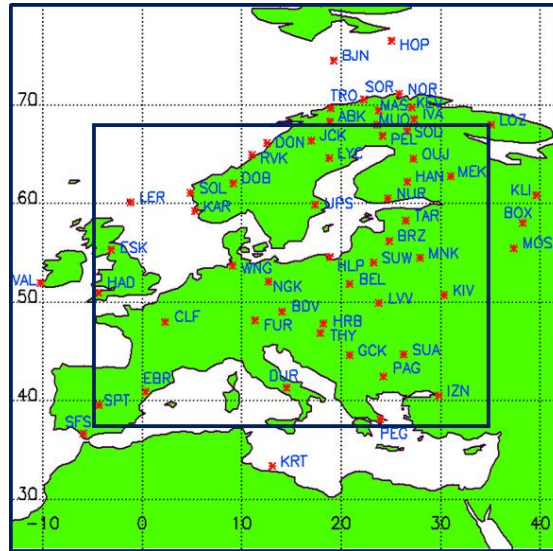 BJN
HOP
SOR
NOR
70
TRO
MAS
KEV
ABK
MUO
IVA
JCK
PEL
SOD
LOZ
DON
RVK
LYC
OUJ
DOB
HAN
MEK
60
LER
SOL
KAR
UPS
NUR
KLI
TAR
BOX
ESK
BRZ
MOS
WNG
HLP
SUW
MNK
VAL
HAD
NGK
BEL
50
BDV
LVV
KIV
CLF
FUR
HRB
THY
GCK
SUA
EBR
DUR
PAG
40
SPT
IZN
SFS
PEG
KRT
30
-10
0
10
20
30
40